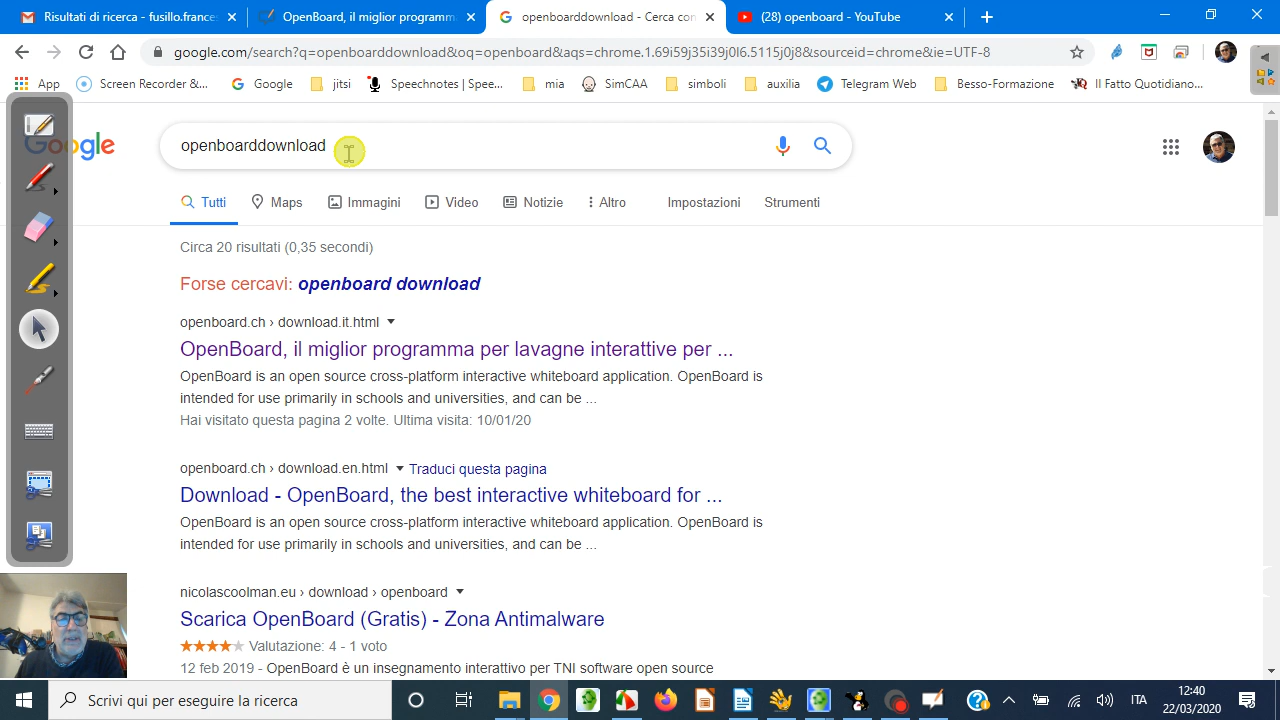 Risultati di ricerca - fusillo.frances
OpenBoard, il miglior programma
openboarddownload - Cerca con
(28) openboard - YouTube
google.com/search?q=openboarddownload&oq=openboard&aqs=chrome.1.69i59j35i39j0l6.5115j0j8&sourceid=chrome&ie=UTF-8
App
Screen Recorder &...
Google
jitsi
Speechnotes | Spee...
mia
SimCAA
simboli
auxilia
Telegram Web
Besso-Formazione
Il Fatto Quotidiano...
Google
openboarddownload
Tutti
Maps
Immagini
Video
Notizie
Altro
Impostazioni
Strumenti
Circa 20 risultati (0,35 secondi)
Forse cercavi: openboard download
openboard.ch › download.it.html
OpenBoard, il miglior programma per lavagne interattive per ...
OpenBoard is an open source cross-platform interactive whiteboard application. OpenBoard is
intended for use primarily in schools and universities, and can be ...
Hai visitato questa pagina 2 volte. Ultima visita: 10/01/20
openboard.ch › download.en.html Traduci questa pagina
Download - OpenBoard, the best interactive whiteboard for ...
OpenBoard is an open source cross-platform interactive whiteboard application. OpenBoard is
intended for use primarily in schools and universities, and can be ...
nicolascoolman.eu › download › openboard
Scarica OpenBoard (Gratis) - Zona Antimalware
Valutazione: 4 - 1 voto
12 feb 2019 - OpenBoard è un insegnamento interattivo per TNI software open source
Scrivi qui per eseguire la ricerca
ITA
12:40
22/03/2020